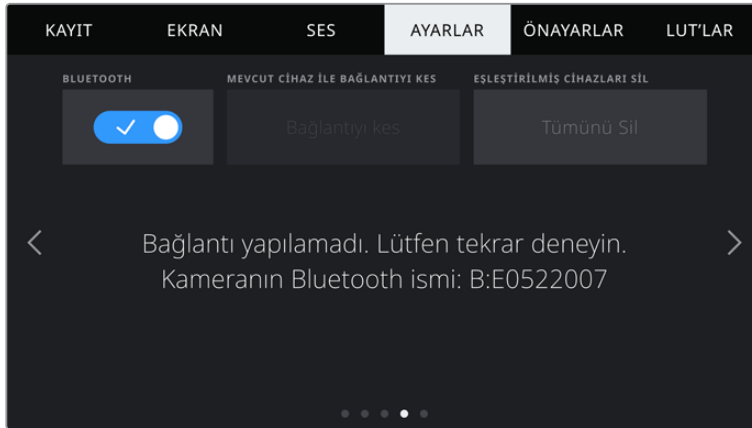 KAYIT EKRAN SES AYARLAR ÖNAYARLAR LUT’LAR
BLUETOOTH MEVCUT CİHAZ İLE BAĞLANTIYI KES EŞLEŞTİRİLMİŞ CİHAZLARI SİL
Bağlantıyı kes Tümünü Sil
Bağlantı yapılamadı. Lütfen tekrar deneyin.
Kameranın Bluetooth ismi: B:E0522007